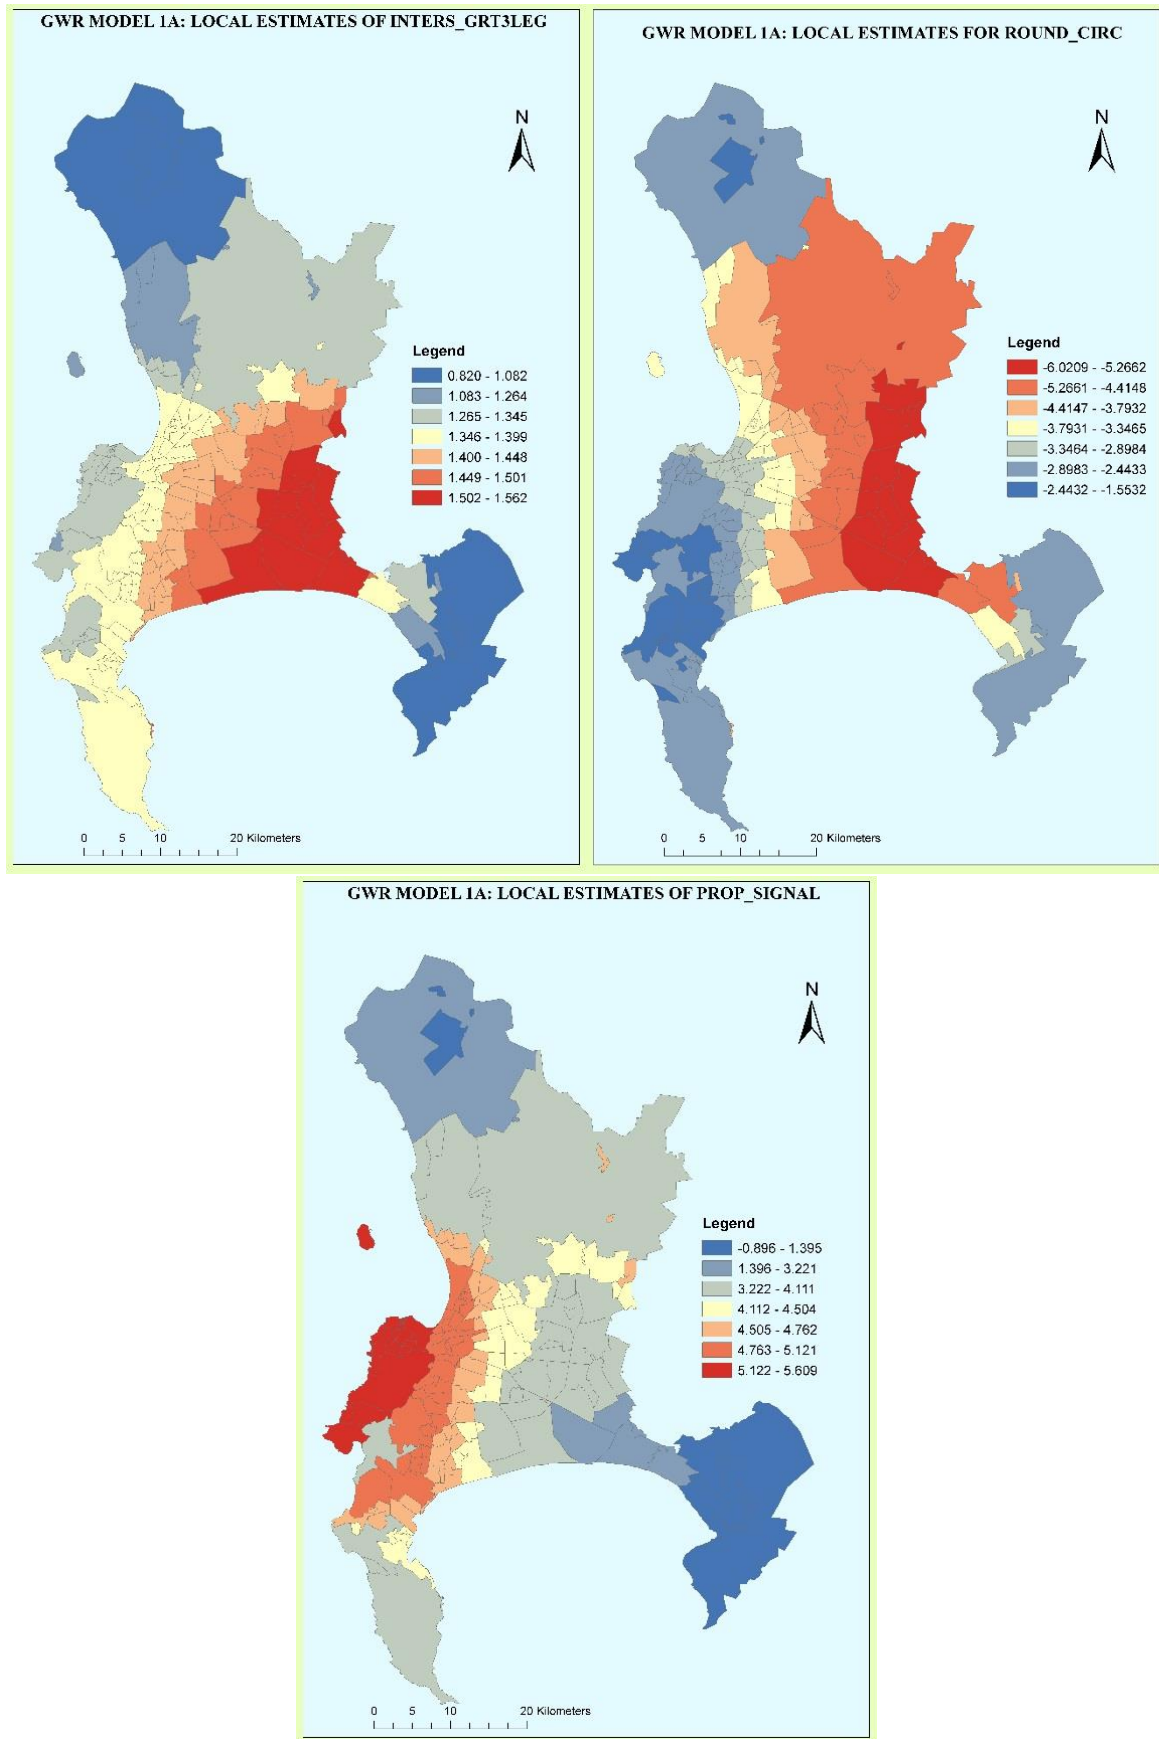 GWR MODEL 1A: LOCAL ESTIMATES OF INTERS_GRT3LEG
N
Legend
0.820 - 1.082
1.083 - 1.264
1.265 - 1.345
1.346 - 1.399
1.400 - 1.448
1.449 - 1.501
1.502 - 1.562
0 5 10 20 Kilometers
GWR MODEL 1A: LOCAL ESTIMATES FOR ROUND_CIRC
N
Legend
-6.0209 - -5.2662
-5.2661 - -4.4148
-4.4147 - -3.7932
-3.7931 - -3.3465
-3.3464 - -2.8984
-2.8983 - -2.4433
-2.4432 - -1.5532
0 5 10 20 Kilometers
GWR MODEL 1A: LOCAL ESTIMATES OF PROP_SIGNAL
N
Legend
-0.896 - 1.395
1.396 - 3.221
3.222 - 4.111
4.112 - 4.504
4.505 - 4.762
4.763 - 5.121
5.122 - 5.609
0 5 10 20 Kilometers